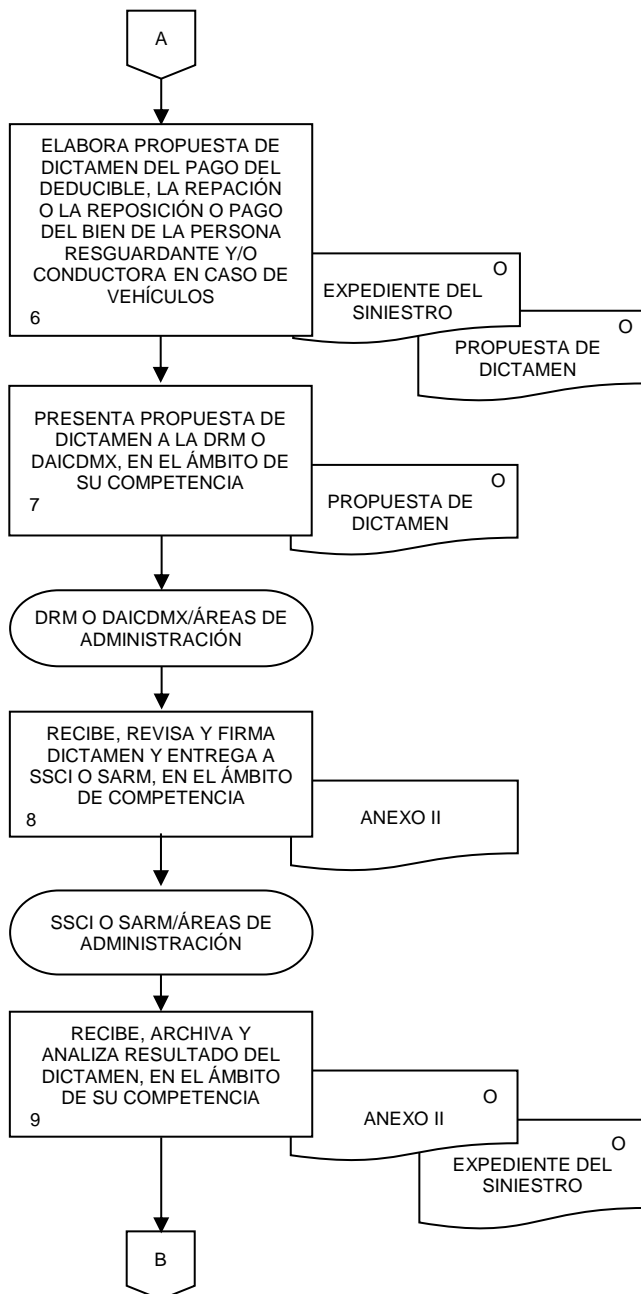 A
ELABORA PROPUESTA DE
DICTAMEN DEL PAGO DEL
DEDUCIBLE, LA REPACIÓN
O LA REPOSICIÓN O PAGO
DEL BIEN DE LA PERSONA
RESGUARDANTE Y/O
CONDUCTORA EN CASO DE
VEHÍCULOS
6
O
EXPEDIENTE DEL
SINIESTRO
O
PROPUESTA DE
DICTAMEN
PRESENTA PROPUESTA DE
DICTAMEN A LA DRM O
DAICDMX, EN EL ÁMBITO DE
SU COMPETENCIA
7
O
PROPUESTA DE
DICTAMEN
DRM O DAICDMX/ÁREAS DE
ADMINISTRACIÓN
RECIBE, REVISA Y FIRMA
DICTAMEN Y ENTREGA A
SSCI O SARM, EN EL ÁMBITO
DE COMPETENCIA
8
ANEXO II
SSCI O SARM/ÁREAS DE
ADMINISTRACIÓN
RECIBE, ARCHIVA Y
ANALIZA RESULTADO DEL
DICTAMEN, EN EL ÁMBITO
DE SU COMPETENCIA
9
O
ANEXO II
O
EXPEDIENTE DEL
SINIESTRO
B